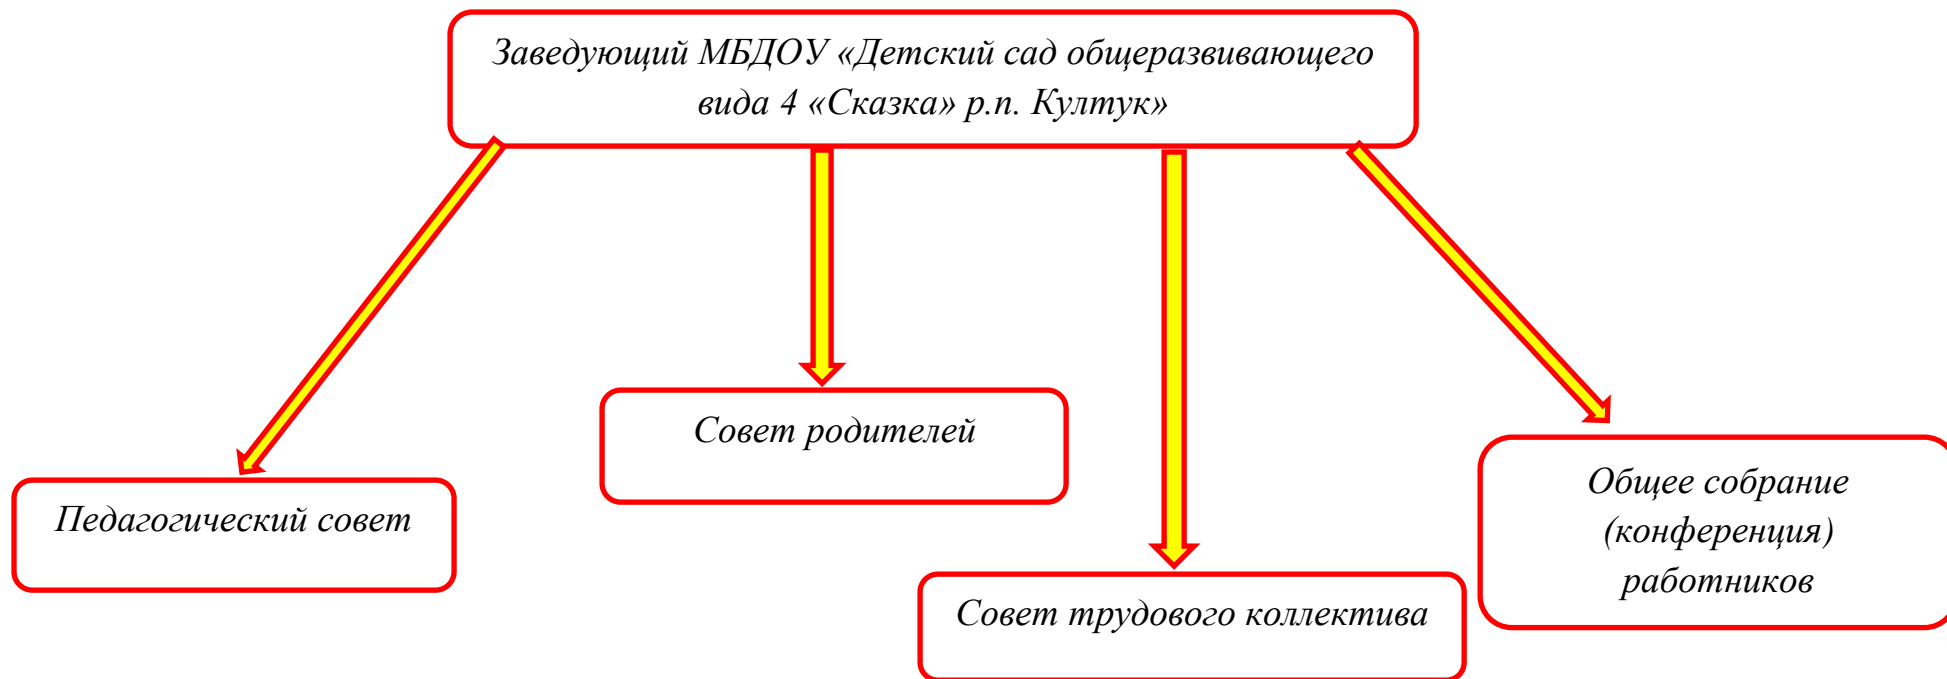 Заведующий МБДОУ «Детский сад общеразвивающего
вида 4 «Сказка» р.п. Култук»
Совет родителей
Педагогический совет
Общее собрание
(конференция)
работников
Совет трудового коллектива